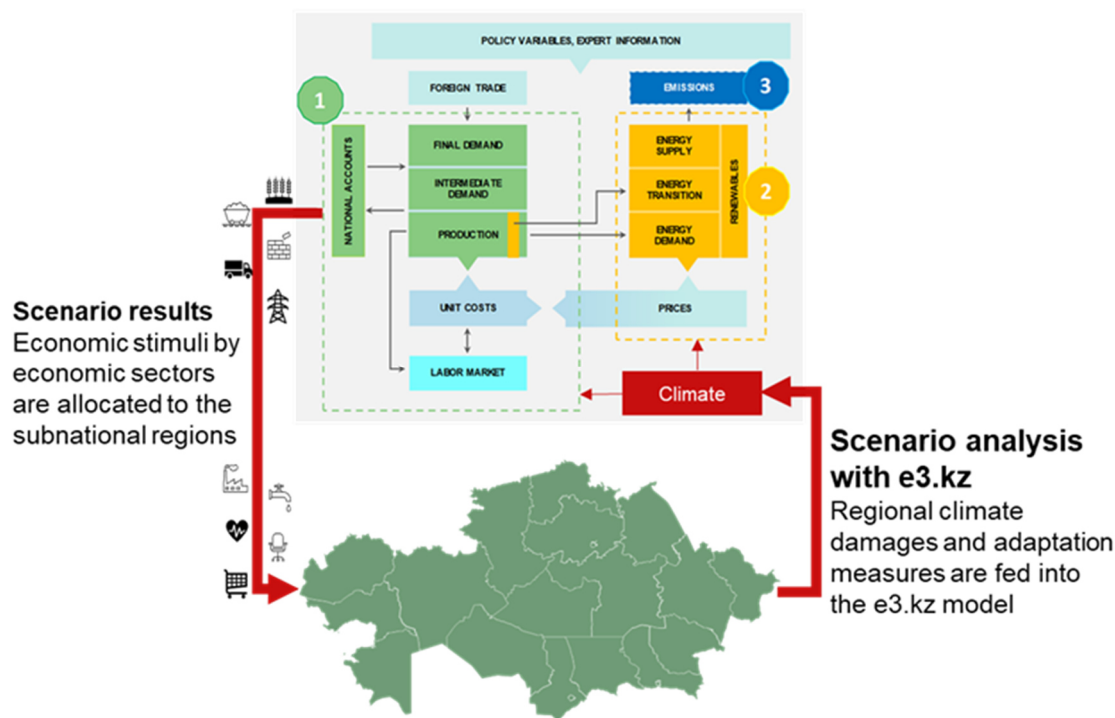 POLICY VARIABLES, EXPERT INFORMATION
1
FOREIGN TRADE
EMISSIONS
3
NATIONAL ACCOUNTS
FINAL DEMAND
INTERMEDIATE
DEMAND
PRODUCTION
ENERGY
SUPPLY
ENERGY
TRANSITION
ENERGY
DEMAND
RENEWABLES
2
UNIT COSTS
PRICES
LABOR MARKET
Climate
Scenario results
Economic stimuli by
economic sectors
are allocated to the
subnational regions
Scenario analysis
with e3.kz
Regional climate
damages and adaptation
measures are fed into
the e3.kz model